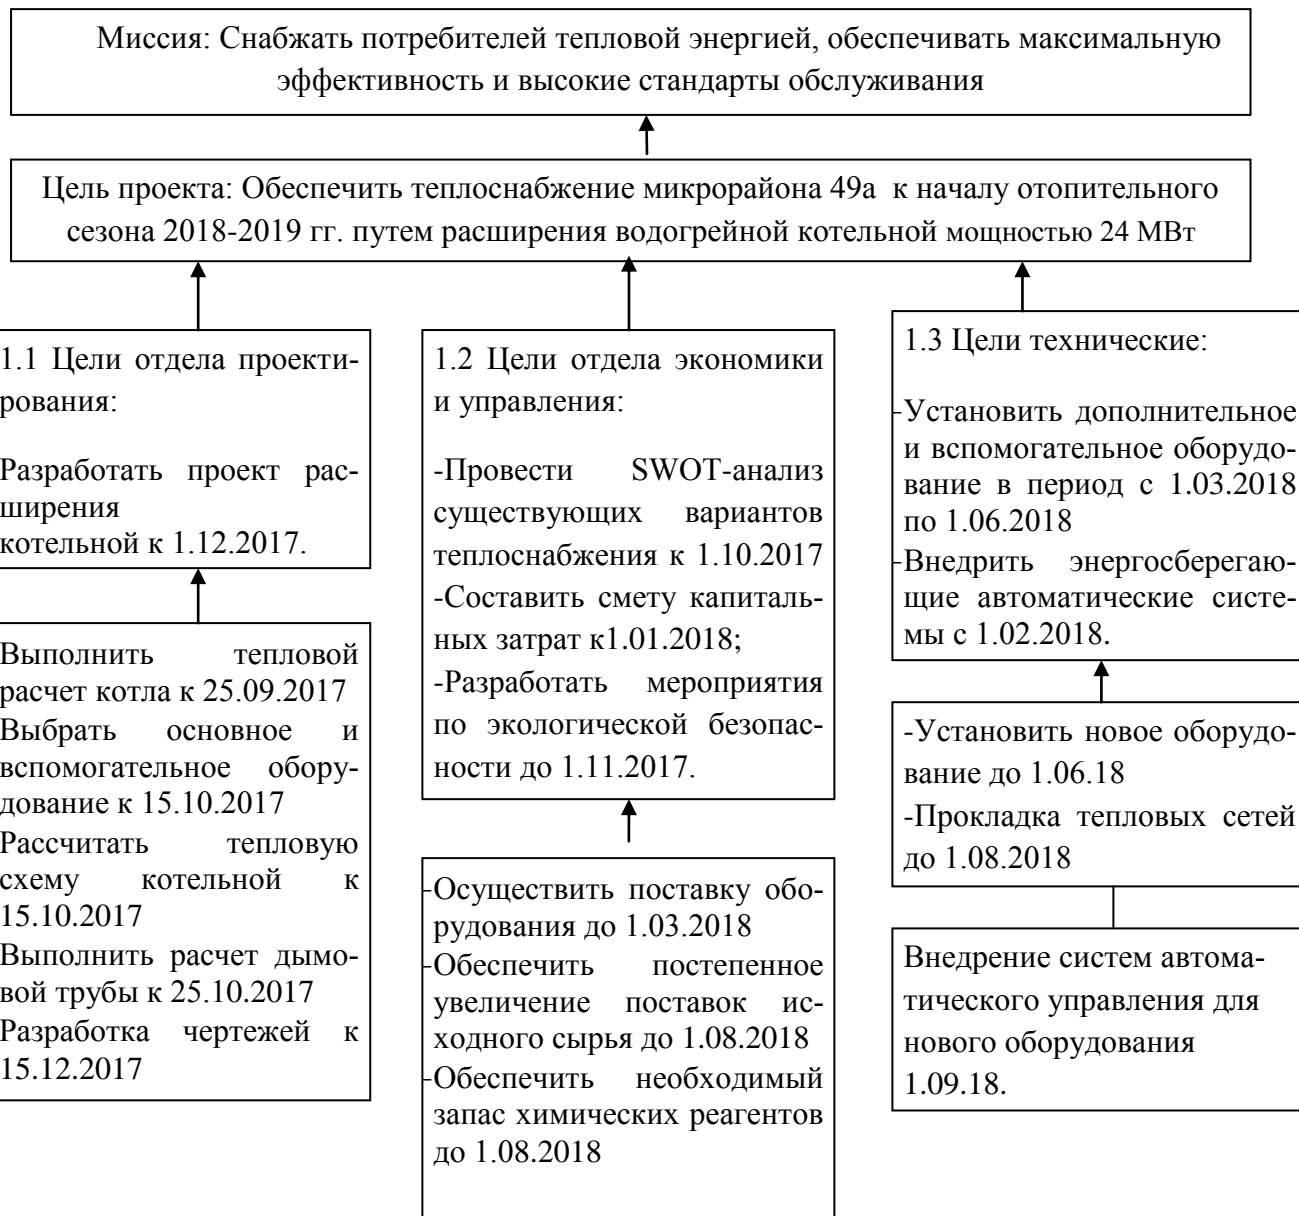 Миссия: Снабжать потребителей тепловой энергией, обеспечивать максимальную
эффективность и высокие стандарты обслуживания
Цель проекта: Обеспечить теплоснабжение микрорайона 49а к началу отопительного
сезона 2018-2019 гг. путем расширения водогрейной котельной мощностью 24 МВт
1.1 Цели отдела проекти-
рования:
Разработать проект рас-
ширения
котельной к 1.12.2017.
Выполнить тепловой
расчет котла к 25.09.2017
Выбрать основное и
вспомогательное обору-
дование к 15.10.2017
Рассчитать тепловую
схему котельной к
15.10.2017
Выполнить расчет дымо-
вой трубы к 25.10.2017
Разработка чертежей к
15.12.2017
1.2 Цели отдела экономики
и управления:
-Провести SWOT-анализ
существующих вариантов
теплоснабжения к 1.10.2017
-Составить смету капиталь-
ных затрат к1.01.2018;
-Разработать мероприятия
по экологической безопас-
ности до 1.11.2017.
-Осуществить поставку обо-
рудования до 1.03.2018
-Обеспечить постепенное
увеличение поставок ис-
ходного сырья до 1.08.2018
-Обеспечить необходимый
запас химических реагентов
до 1.08.2018
1.3 Цели технические:
-Установить дополнительное
и вспомогательное оборудо-
вание в период с 1.03.2018
по 1.06.2018
-Внедрить энергосберегаю-
щие автоматические систе-
мы с 1.02.2018.
-Установить новое оборудо-
вание до 1.06.18
-Прокладка тепловых сетей
до 1.08.2018
Внедрение систем автома-
тического управления для
нового оборудования
1.09.18.